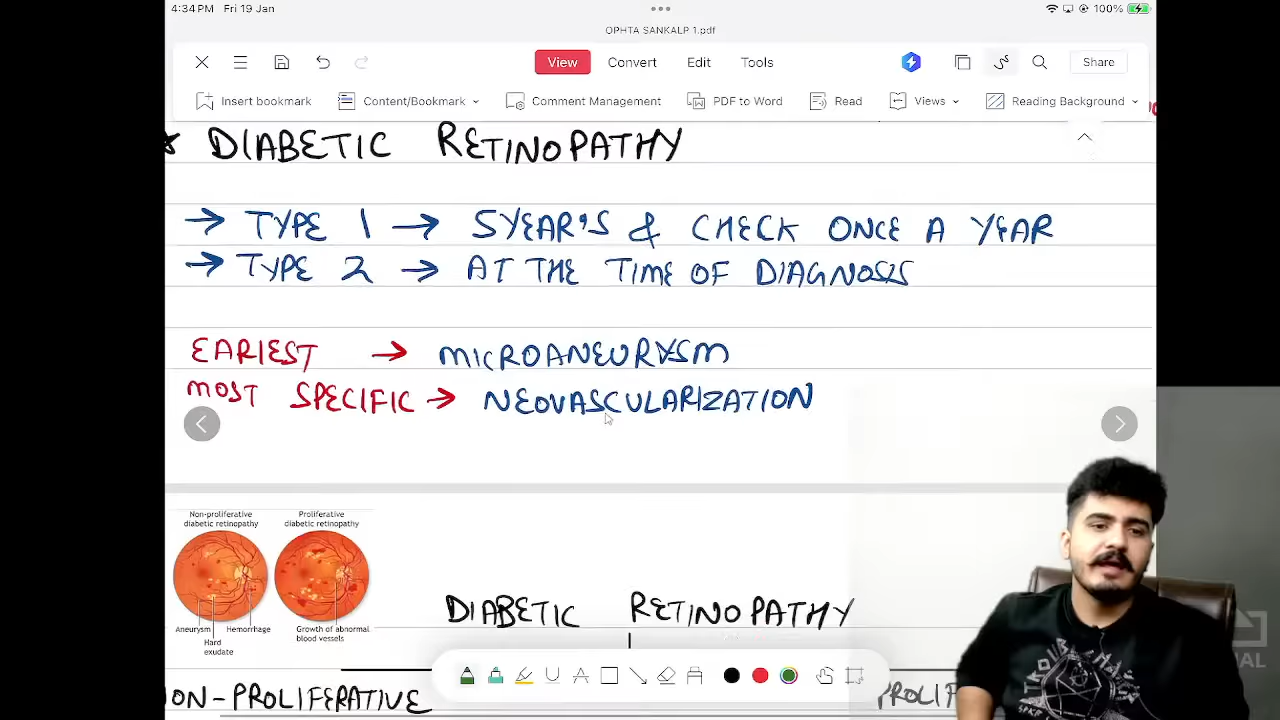 4:34 PM Fri 19 Jan
100%
OPHTA SANKALP 1.pdf
View Convert Edit Tools Share
Insert bookmark Content/Bookmark Comment Management PDF to Word Read Views Reading Background
DIABETIC RETINOPATHY
→ TYPE 1 → 5YEAR'S & CHECK ONCE A YEAR
→ TYPE 2 → AT THE TIME OF DIAGNOSIS
EARIEST → MICROANEURYSM
MOST SPECIFIC → NEOVASCULARIZATION
Non-proliferative diabetic retinopathy
Proliferative diabetic retinopathy
Aneurysm Hemorrhage
Hard exudate
Growth of abnormal blood vessels
DIABETIC RETINOPATHY
ION-PROLIFERATIVE PROLIF